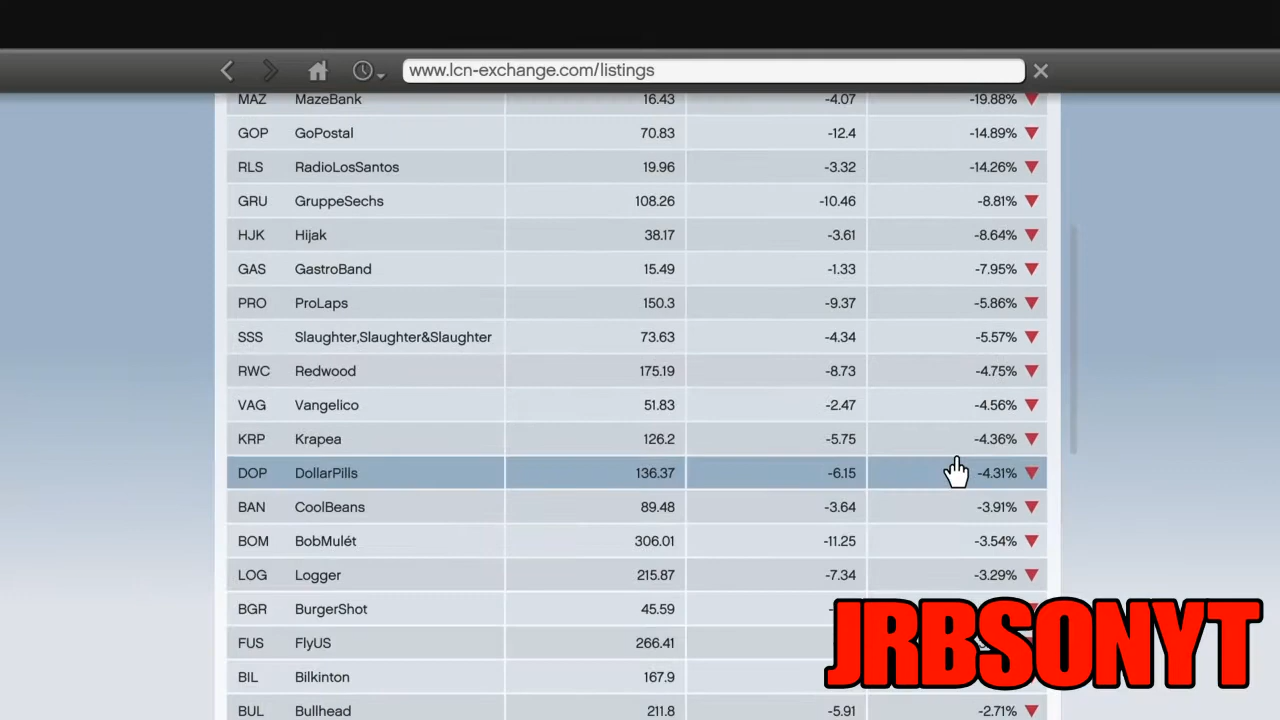 www.lcn-exchange.com/listings
MAZ MazeBank 16.43 -4.07 -19.88%
GOP GoPostal 70.83 -12.4 -14.89%
RLS RadioLosSantos 19.96 -3.32 -14.26%
GRU GruppeSechs 108.26 -10.46 -8.81%
HJK Hijak 38.17 -3.61 -8.64%
GAS GastroBand 15.49 -1.33 -7.95%
PRO ProLaps 150.3 -9.37 -5.86%
SSS Slaughter,Slaughter&Slaughter 73.63 -4.34 -5.57%
RWC Redwood 175.19 -8.73 -4.75%
VAG Vangelico 51.83 -2.47 -4.56%
KRP Krapea 126.2 -5.75 -4.36%
DOP DollarPills 136.37 -6.15 -4.31%
BAN CoolBeans 89.48 -3.64 -3.91%
BOM BobMulét 306.01 -11.25 -3.54%
LOG Logger 215.87 -7.34 -3.29%
BGR BurgerShot 45.59
FUS FlyUS 266.41
BIL Bilkinton 167.9
BUL Bullhead 211.8 -5.91 -2.71%
JRBSONYT